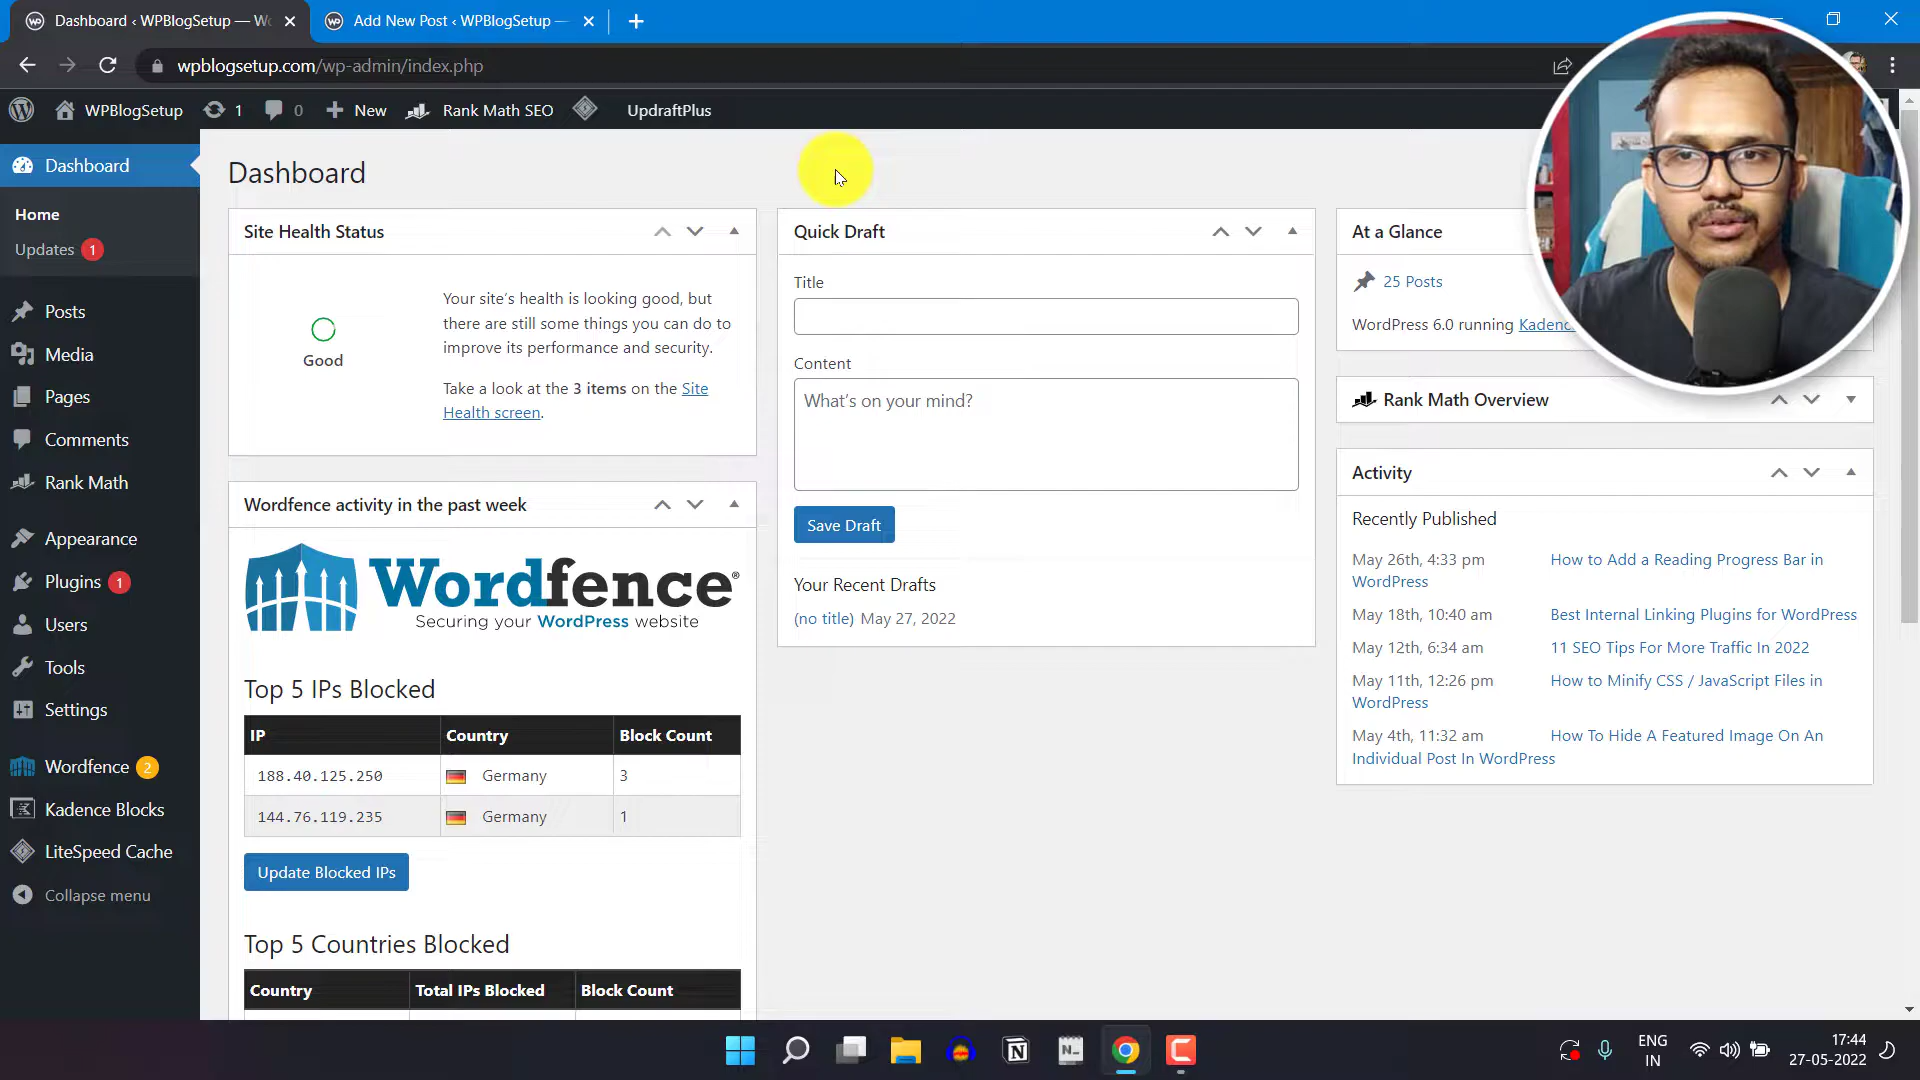 Dashboard ‹ WPBlogSetup — Wo
Add New Post ‹ WPBlogSetup —
wpblogsetup.com/wp-admin/index.php
WPBlogSetup
1
0
New
Rank Math SEO
UpdraftPlus
Dashboard
Home
Updates 1
Posts
Media
Pages
Comments
Rank Math
Appearance
Plugins 1
Users
Tools
Settings
Wordfence 2
Kadence Blocks
LiteSpeed Cache
Collapse menu
Dashboard
Site Health Status
Good
Your site's health is looking good, but
there are still some things you can do to
improve its performance and security.
Take a look at the 3 items on the Site
Health screen.
Wordfence activity in the past week
Wordfence®
Securing your WordPress website
Top 5 IPs Blocked
IP Country Block Count
188.40.125.250 Germany 3
144.76.119.235 Germany 1
Update Blocked IPs
Top 5 Countries Blocked
Country Total IPs Blocked Block Count
Quick Draft
Title
Content
What's on your mind?
Save Draft
Your Recent Drafts
(no title) May 27, 2022
At a Glance
25 Posts
WordPress 6.0 running Kadenc
Rank Math Overview
Activity
Recently Published
May 26th, 4:33 pm How to Add a Reading Progress Bar in
WordPress
May 18th, 10:40 am Best Internal Linking Plugins for WordPress
May 12th, 6:34 am 11 SEO Tips For More Traffic In 2022
May 11th, 12:26 pm How to Minify CSS / JavaScript Files in
WordPress
May 4th, 11:32 am How To Hide A Featured Image On An
Individual Post In WordPress
ENG
IN
17:44
27-05-2022